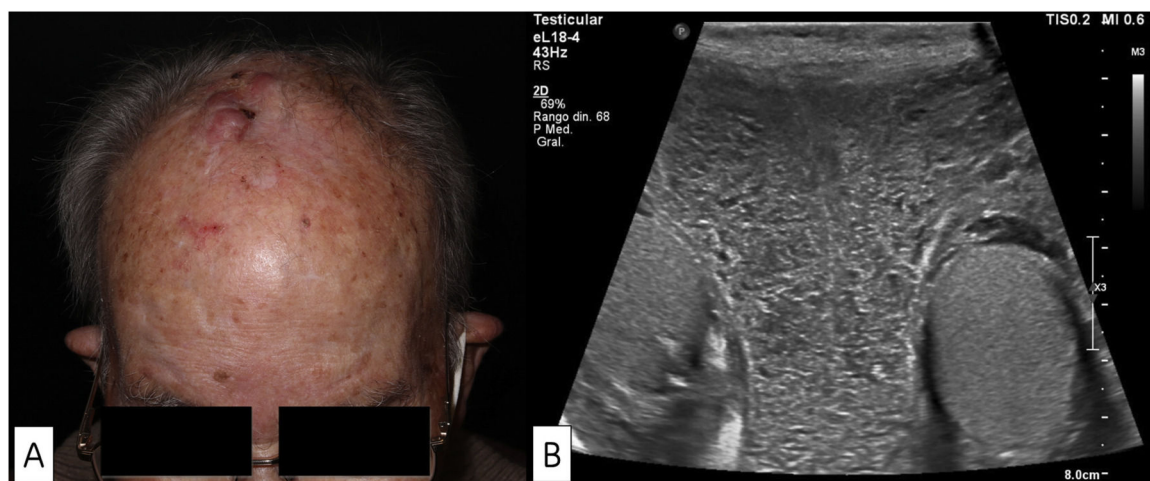 A
Testicular
eL18-4
43Hz
RS
2D
69%
Rango din. 68
P Med.
Gral.
P
TIS0.2 MI 0.6
M3
X3
8.0cm
B